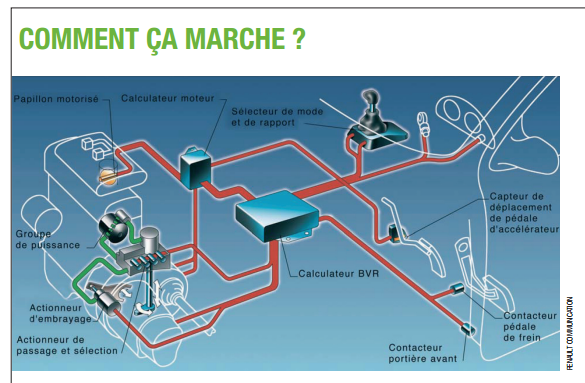 COMMENT ÇA MARCHE ?
Papillon motorisé
Calculateur moteur
Sélecteur de mode
et de rapport
Capteur de
déplacement
de pédale
d'accélérateur
Groupe
de puissance
Calculateur BVR
Actionneur
d'embrayage
Actionneur de
passage et sélection
Contacteur
pédale
de frein
Contacteur
portière avant
RENAULT COMMUNICATION